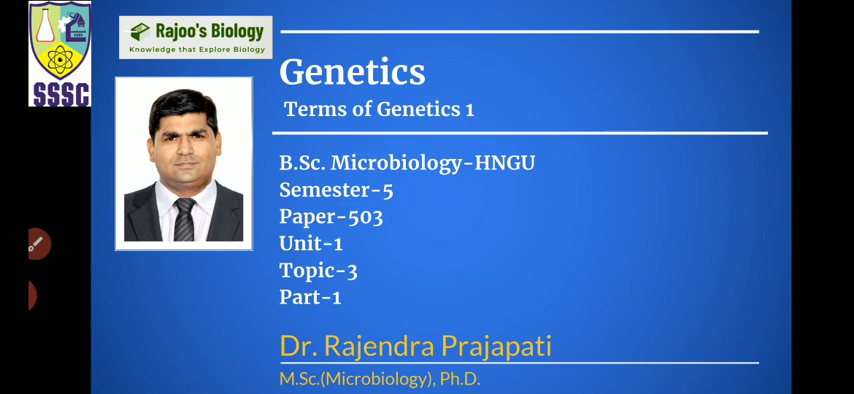 SSSC
Rajoo's Biology
Knowledge that Explore Biology
Genetics
Terms of Genetics 1
B.Sc. Microbiology-HNGU
Semester-5
Paper-503
Unit-1
Topic-3
Part-1
Dr. Rajendra Prajapati
M.Sc.(Microbiology), Ph.D.